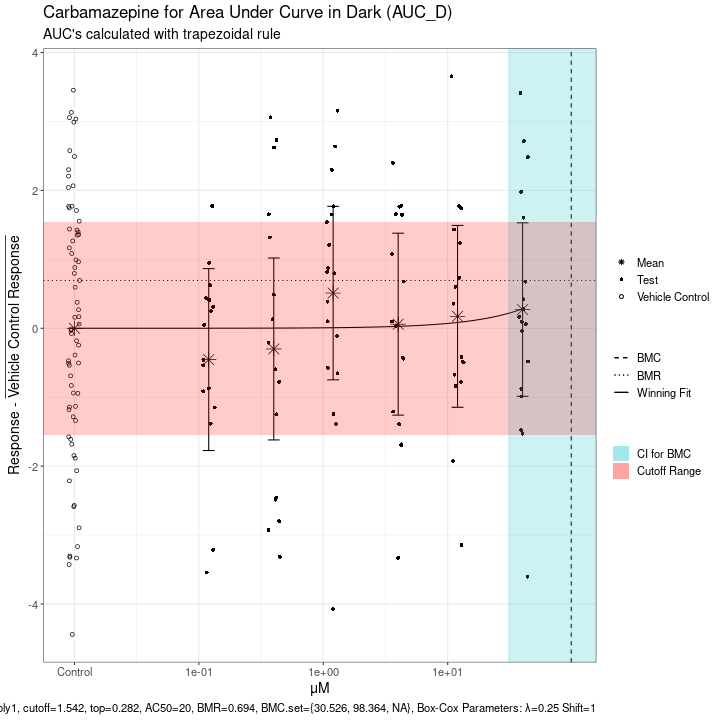 Carbamazepine for Area Under Curve in Dark (AUC_D)
AUC's calculated with trapezoidal rule
Response - Vehicle Control Response
4
2
0
-2
-4
Control
1e-01
1e+00
1e+01
μM
Mean
Test
Vehicle Control
BMC
BMR
Winning Fit
CI for BMC
Cutoff Range
cutoff=1.542, top=0.282, AC50=20, BMR=0.694, BMC.set={30.526, 98.364, NA}, Box-Cox Parameters: λ=0.25 Shift=1